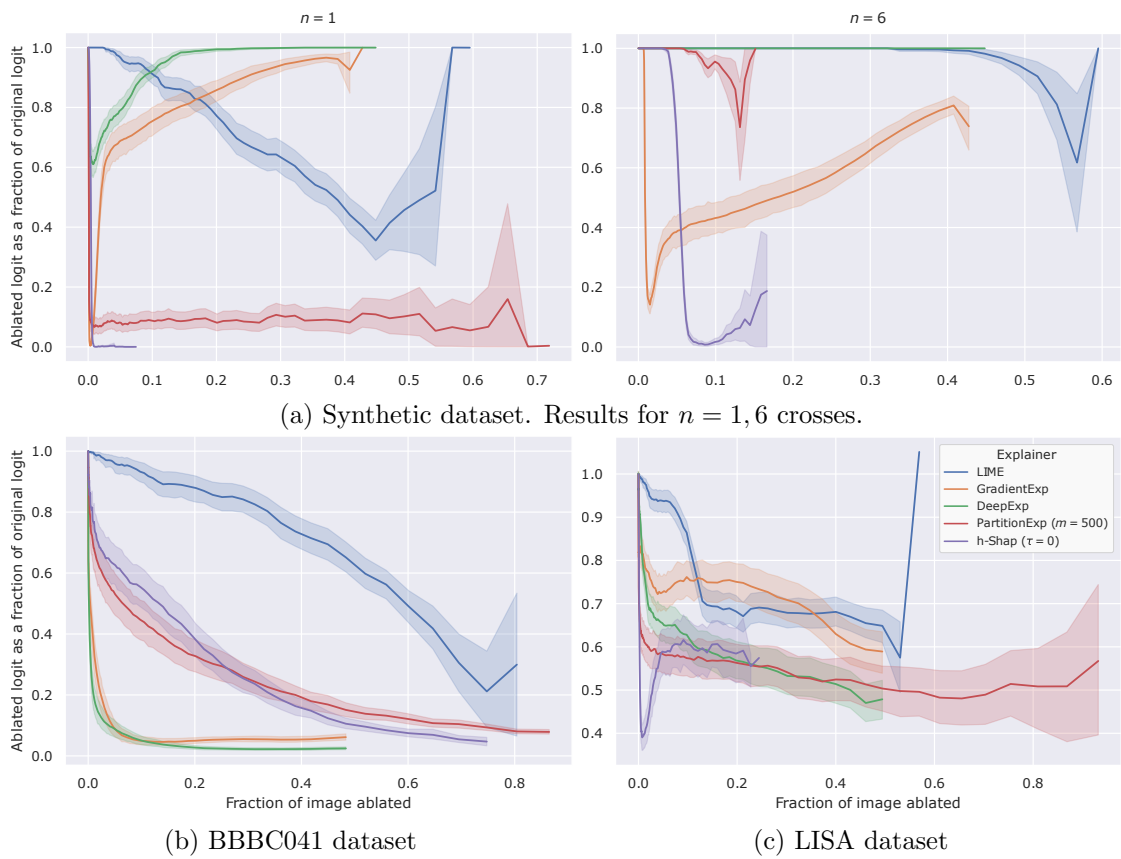 n = 1
n = 6
Ablated logit as a fraction of original logit
1.0
0.8
0.6
0.4
0.2
0.0
0.0 0.1 0.2 0.3 0.4 0.5 0.6 0.7
1.0
0.8
0.6
0.4
0.2
0.0
0.0 0.1 0.2 0.3 0.4 0.5 0.6
(a) Synthetic dataset. Results for n = 1, 6 crosses.
Ablated logit as a fraction of original logit
1.0
0.8
0.6
0.4
0.2
0.0
0.0 0.2 0.4 0.6 0.8
Fraction of image ablated
1.0
0.9
0.8
0.7
0.6
0.5
0.4
Explainer
LIME
GradientExp
DeepExp
PartitionExp (m = 500)
h-Shap (τ = 0)
0.0 0.2 0.4 0.6 0.8
Fraction of image ablated
(b) BBBC041 dataset
(c) LISA dataset